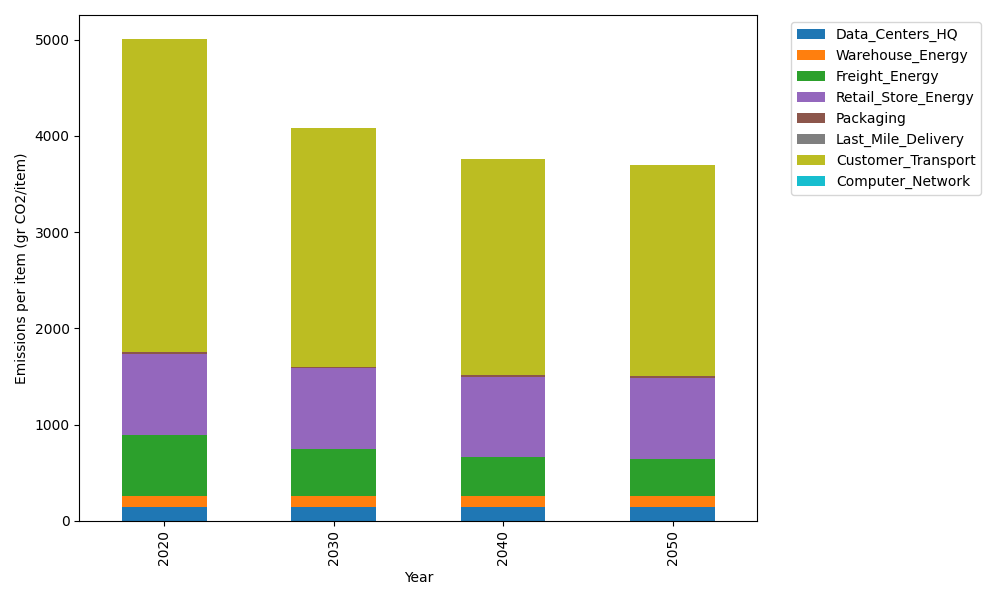 5000
4000
3000
2000
1000
0
Emissions per item (gr CO2/item)
2020
2030
2040
2050
Year
Data_Centers_HQ
Warehouse_Energy
Freight_Energy
Retail_Store_Energy
Packaging
Last_Mile_Delivery
Customer_Transport
Computer_Network